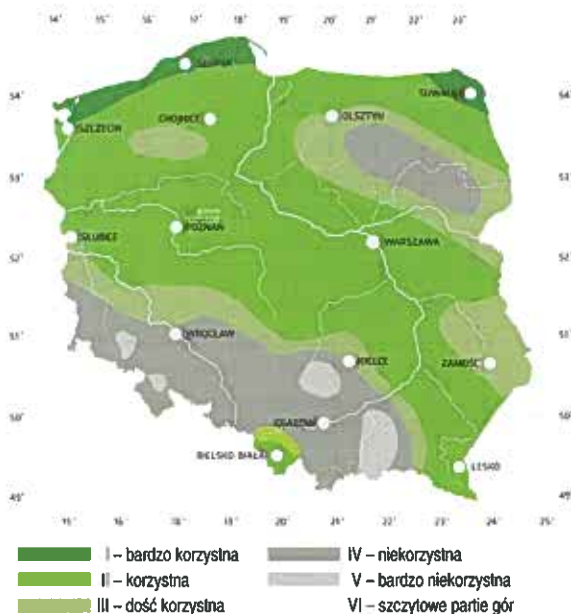 14° 15° 16° 17° 18° 19° 20° 21° 22° 23°
SŁUPSK
SUWAŁKI
54° 54°
CHOJNICE OLSZTYN
SZCZECIN
53° 53°
POZNAŃ
SŁUBICE WARSZAWA
52° 52°
WROCŁAW
51° 51°
KIELCE ZAMOŚĆ
50° 50°
KRAKÓW
BIELSKO-BIAŁA LESKO
49° 49°
15° 16° 17° 18° 19° 20° 21° 22° 23° 24° 25°
I – bardzo korzystna IV – niekorzystna
II – korzystna V – bardzo niekorzystna
III – dość korzystna VI – szczytowe partie gór